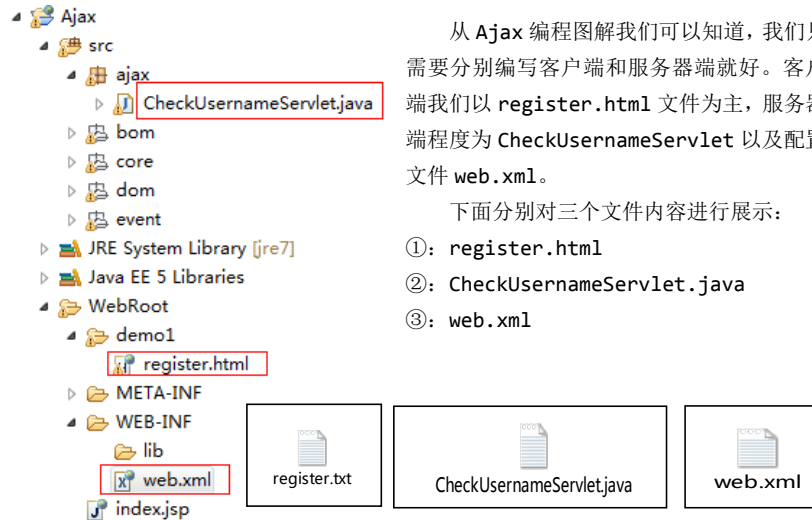 Ajax
src
ajax
CheckUsernameServlet.java
bom
core
dom
event
JRE System Library [jre7]
Java EE 5 Libraries
WebRoot
demo1
register.html
META-INF
WEB-INF
lib
web.xml
index.jsp
从 Ajax 编程图解我们可以知道，我们
需要分别编写客户端和服务器端就好。客
端我们以 register.html 文件为主，服务
端程度为 CheckUsernameServlet 以及配
文件 web.xml。
下面分别对三个文件内容进行展示：
①：register.html
②：CheckUsernameServlet.java
③：web.xml
register.txt
CheckUsernameServlet.java
web.xml